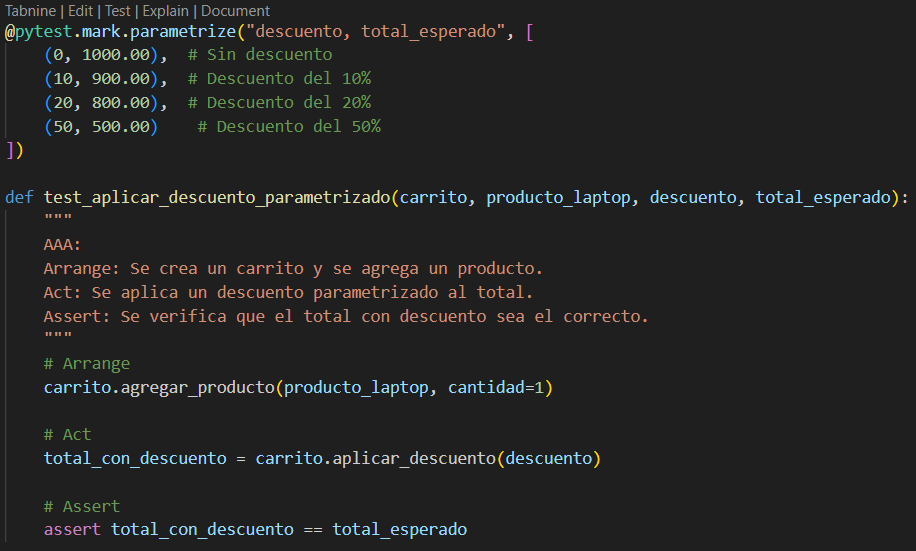 Tabnine | Edit | Test | Explain | Document
@pytest.mark.parametrize("descuento, total_esperado", [
    (0, 1000.00),  # Sin descuento
    (10, 900.00),  # Descuento del 10%
    (20, 800.00),  # Descuento del 20%
    (50, 500.00)    # Descuento del 50%
])
def test_aplicar_descuento_parametrizado(carrito, producto_laptop, descuento, total_esperado):
    """
    AAA:
    Arrange: Se crea un carrito y se agrega un producto.
    Act: Se aplica un descuento parametrizado al total.
    Assert: Se verifica que el total con descuento sea el correcto.
    """
    # Arrange
    carrito.agregar_producto(producto_laptop, cantidad=1)
    # Act
    total_con_descuento = carrito.aplicar_descuento(descuento)
    # Assert
    assert total_con_descuento == total_esperado